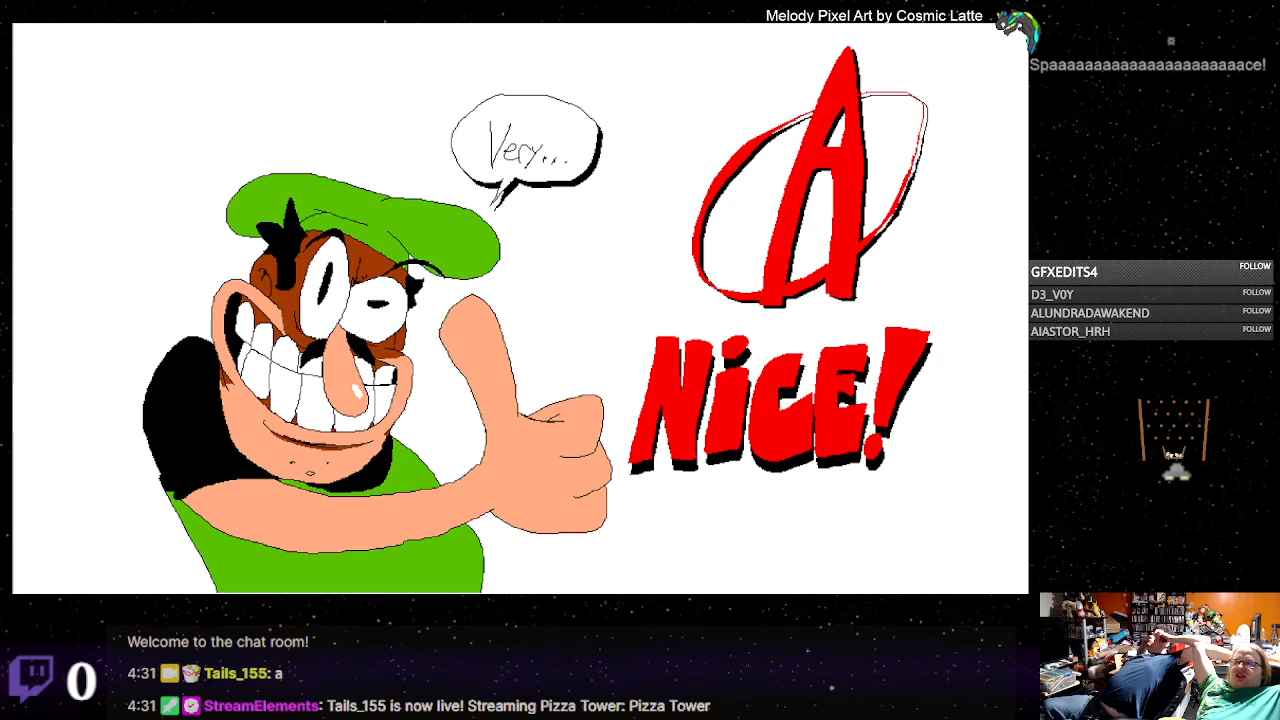 Melody Pixel Art by Cosmic Latte
Spaaaaaaaaaaaaaaaaaaaaaace!
Very...
A
NiCE!
GFXEDITS4 FOLLOW
D3_V0Y FOLLOW
ALUNDRADAWAKEND FOLLOW
AIASTOR_HRH FOLLOW
Welcome to the chat room!
0
4:31 Tails_155: a
4:31 StreamElements: Tails_155 is now live! Streaming Pizza Tower: Pizza Tower